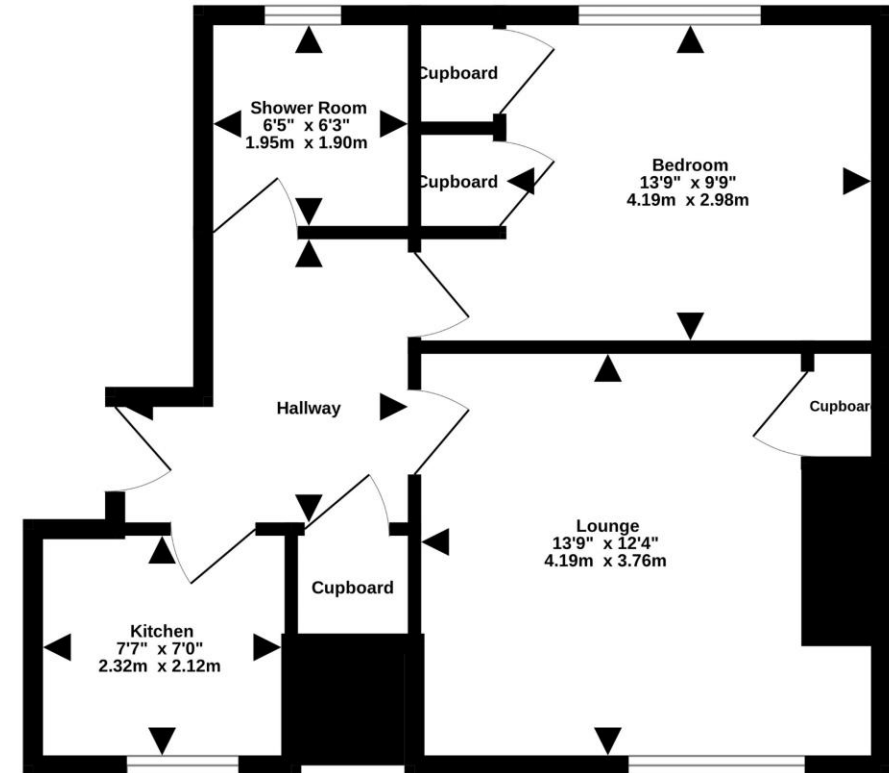 Cupboard
Shower Room
6'5" x 6'3"
1.95m x 1.90m
Cupboard
Bedroom
13'9" x 9'9"
4.19m x 2.98m
Hallway
Cupboar
Lounge
13'9" x 12'4"
4.19m x 3.76m
Cupboard
Kitchen
7'7" x 7'0"
2.32m x 2.12m